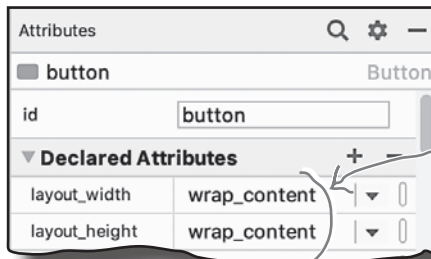 Attributes
button Button
id button
Declared Attributes
layout_width wrap_content
layout_height wrap_content